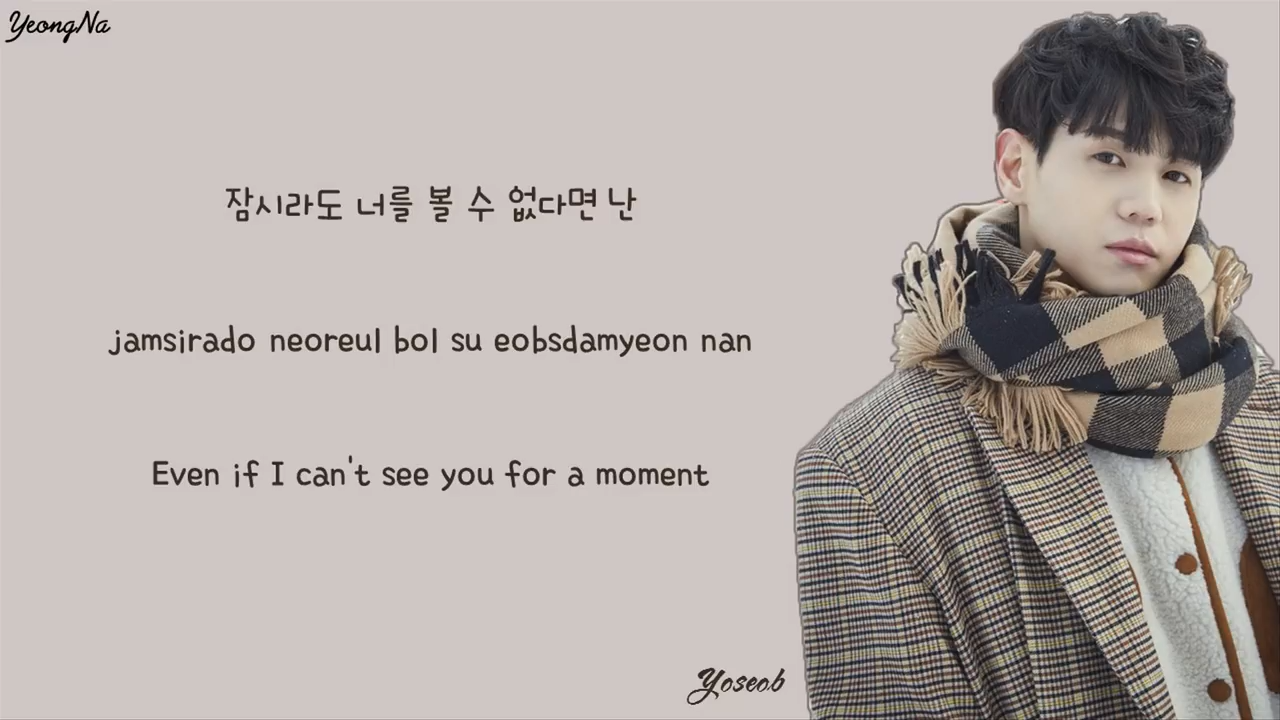 YeongNa
잠시라도 너를 볼 수 없다면 난
jamsirado neoreul bol su eobsdamyeon nan
Even if I can't see you for a moment
Yoseob